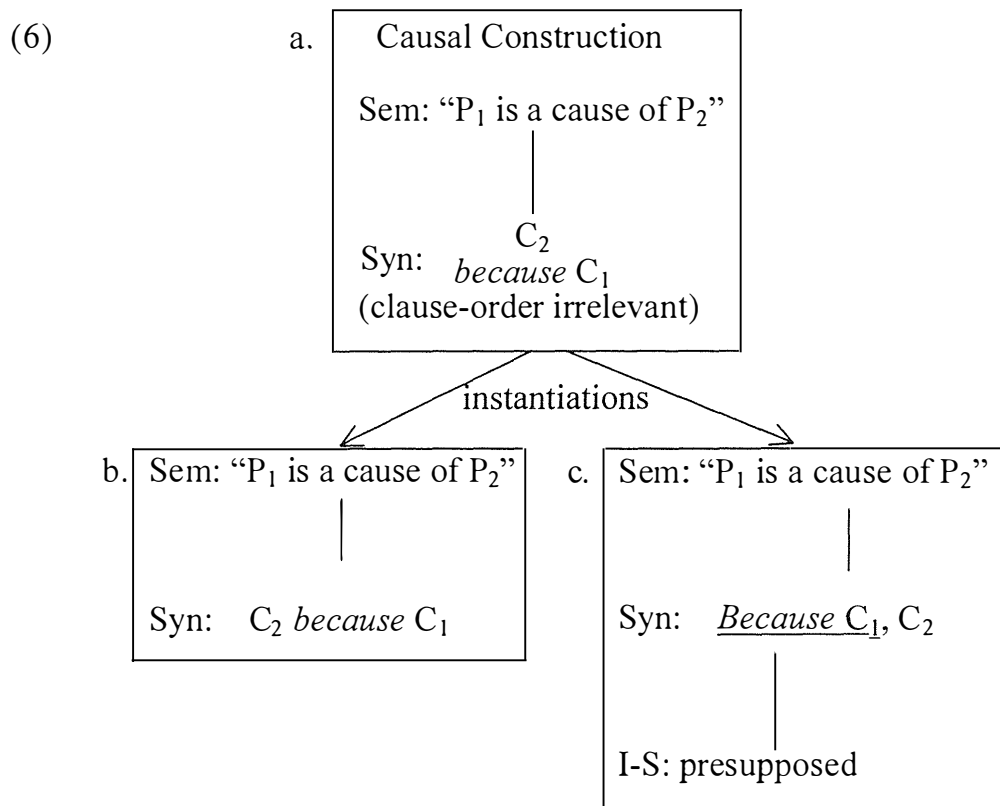 (6)
a. Causal Construction
Sem: “P₁ is a cause of P₂”
C₂
Syn: because C₁
(clause-order irrelevant)
instantiations
b. Sem: “P₁ is a cause of P₂”
Syn: C₂ because C₁
c. Sem: “P₁ is a cause of P₂”
Syn: Because C₁, C₂
I-S: presupposed